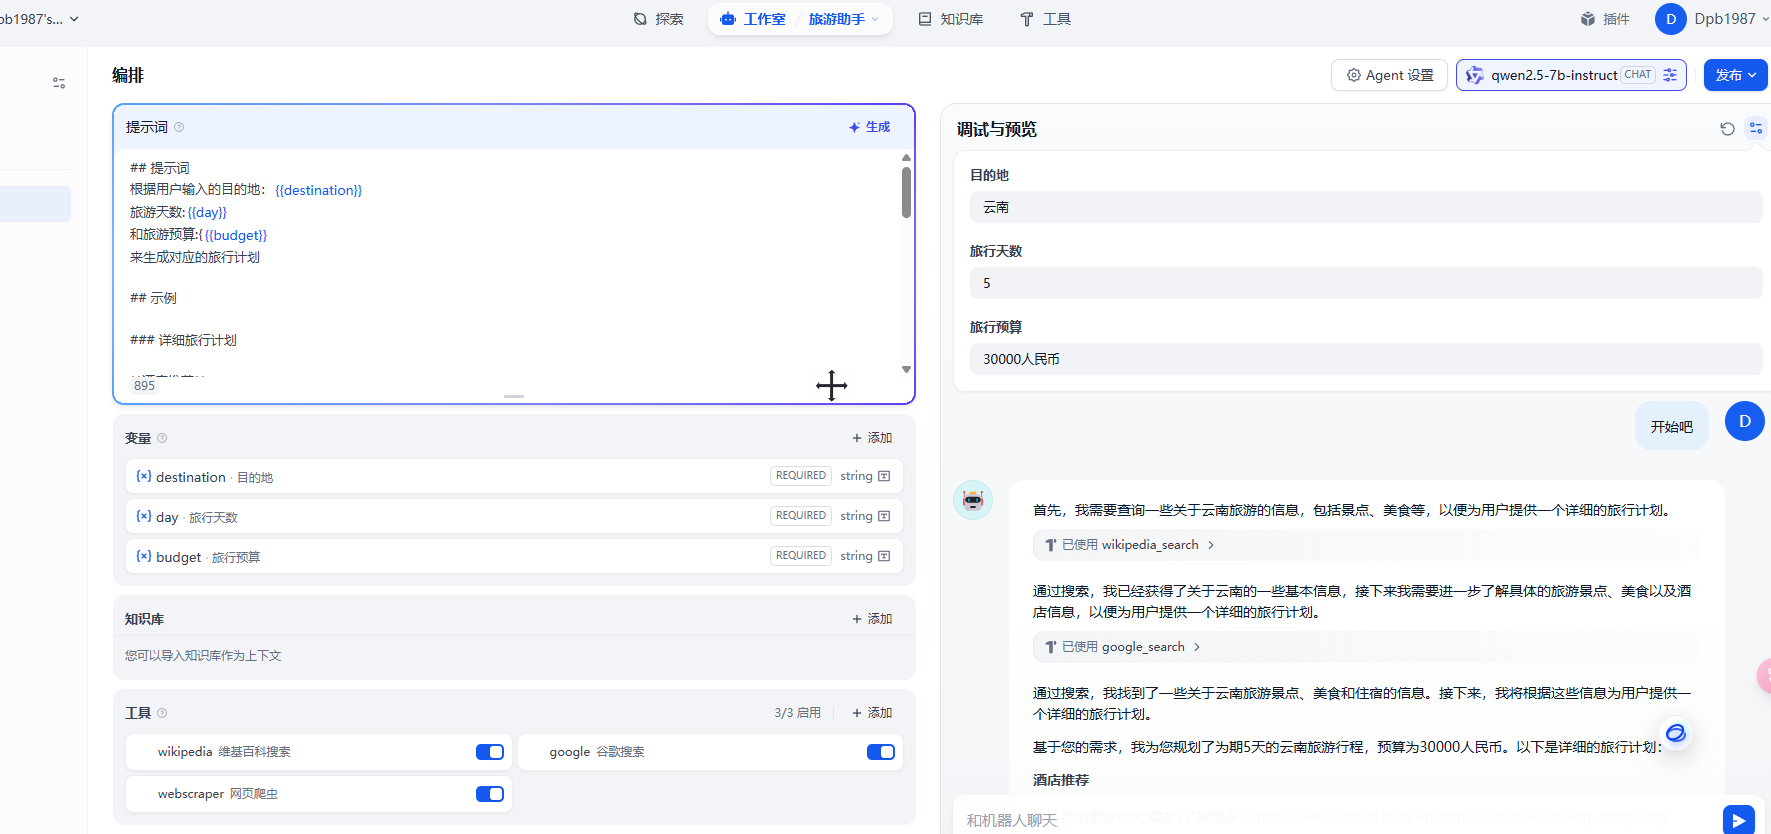 pb1987's...
探索
工作室 / 旅游助手
知识库
工具
插件
D
Dpb1987
编排
Agent 设置
qwen2.5-7b-instruct CHAT
发布
提示词
生成
## 提示词
根据用户输入的目的地： {{destination}}
旅游天数:{{day}}
和旅游预算:{{{budget}}
来生成对应的旅行计划
## 示例
### 详细旅行计划
895
变量
+ 添加
{x} destination · 目的地 REQUIRED string
{x} day · 旅行天数 REQUIRED string
{x} budget · 旅行预算 REQUIRED string
知识库
+ 添加
您可以导入知识库作为上下文
工具
3/3 启用
+ 添加
wikipedia 维基百科搜索
google 谷歌搜索
webscraper 网页爬虫
调试与预览
目的地
云南
旅行天数
5
旅行预算
30000人民币
开始吧
D
首先，我需要查询一些关于云南旅游的信息，包括景点、美食等，以便为用户提供一个详细的旅行计划。
已使用 wikipedia_search
通过搜索，我已经获得了关于云南的一些基本信息，接下来我需要进一步了解具体的旅游景点、美食以及酒
店信息，以便为用户提供一个详细的旅行计划。
已使用 google_search
通过搜索，我找到了一些关于云南旅游景点、美食和住宿的信息。接下来，我将根据这些信息为用户提供一
个详细的旅行计划。
基于您的需求，我为您规划了为期5天的云南旅游行程，预算为30000人民币。以下是详细的旅行计划：
酒店推荐
和机器人聊天